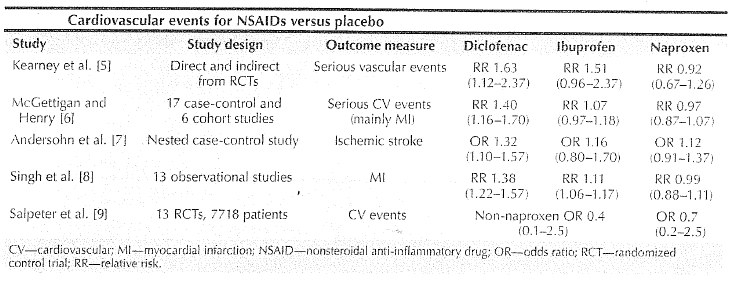 Cardiovascular events for NSAIDs versus placebo
Study Study design Outcome measure Diclofenac Ibuprofen Naproxen
Kearney et al. [5] Direct and indirect from RCTs Serious vascular events RR 1.63 (1.12–2.37) RR 1.51 (0.96–2.37) RR 0.92 (0.67–1.26)
McGettigan and Henry [6] 17 case-control and 6 cohort studies Serious CV events (mainly MI) RR 1.40 (1.16–1.70) RR 1.07 (0.97–1.18) RR 0.97 (0.87–1.07)
Andersohn et al. [7] Nested case-control study Ischemic stroke OR 1.32 (1.10–1.57) OR 1.16 (0.80–1.70) OR 1.12 (0.91–1.37)
Singh et al. [8] 13 observational studies MI RR 1.38 (1.22–1.57) RR 1.11 (1.06–1.17) RR 0.99 (0.88–1.11)
Salpeter et al. [9] 13 RCTs, 7718 patients CV events Non-naproxen OR 0.4 (0.1–2.5) OR 0.7 (0.2–2.5)
CV—cardiovascular; MI—myocardial infarction; NSAID—nonsteroidal anti-inflammatory drug; OR—odds ratio; RCT—randomized
control trial; RR—relative risk.